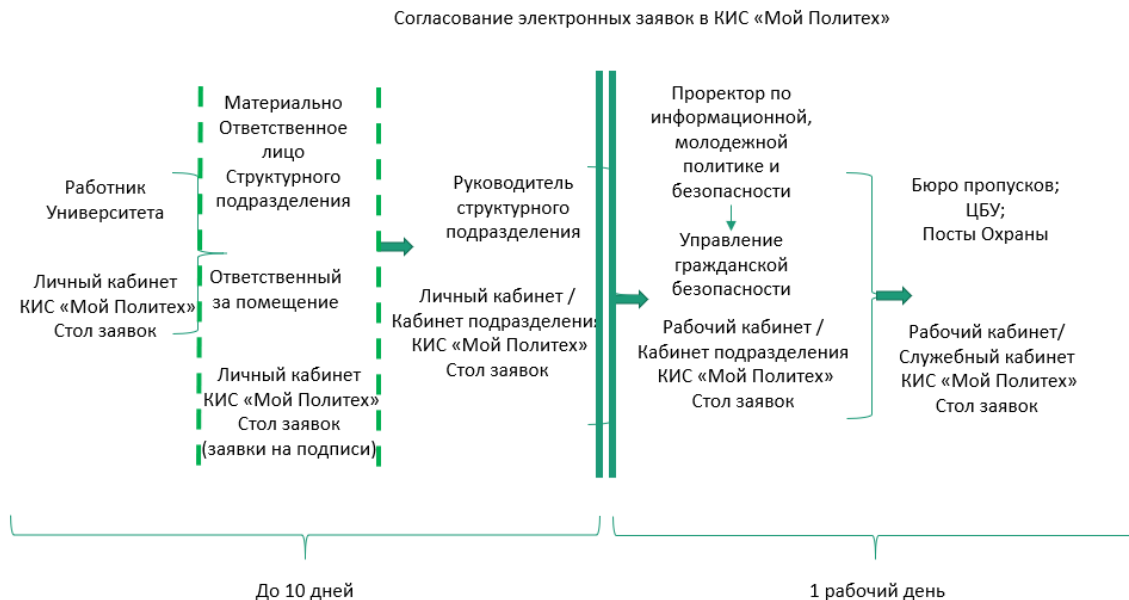 Согласование электронных заявок в КИС «Мой Политех»
Работник
Университета
Личный кабинет
КИС «Мой Политех»
Стол заявок
Материально
Ответственное
лицо
Структурного
подразделения
Ответственный
за помещение
Личный кабинет
КИС «Мой Политех»
Стол заявок
(заявки на подписи)
Руководитель
структурного
подразделения
Личный кабинет /
Кабинет подразделения
КИС «Мой Политех»
Стол заявок
Проректор по
информационной,
молодежной
политике и
безопасности
Управление
гражданской
безопасности
Рабочий кабинет /
Кабинет подразделения
КИС «Мой Политех»
Стол заявок
Бюро пропусков;
ЦБУ;
Посты Охраны
Рабочий кабинет/
Служебный кабинет
КИС «Мой Политех»
Стол заявок
До 10 дней
1 рабочий день